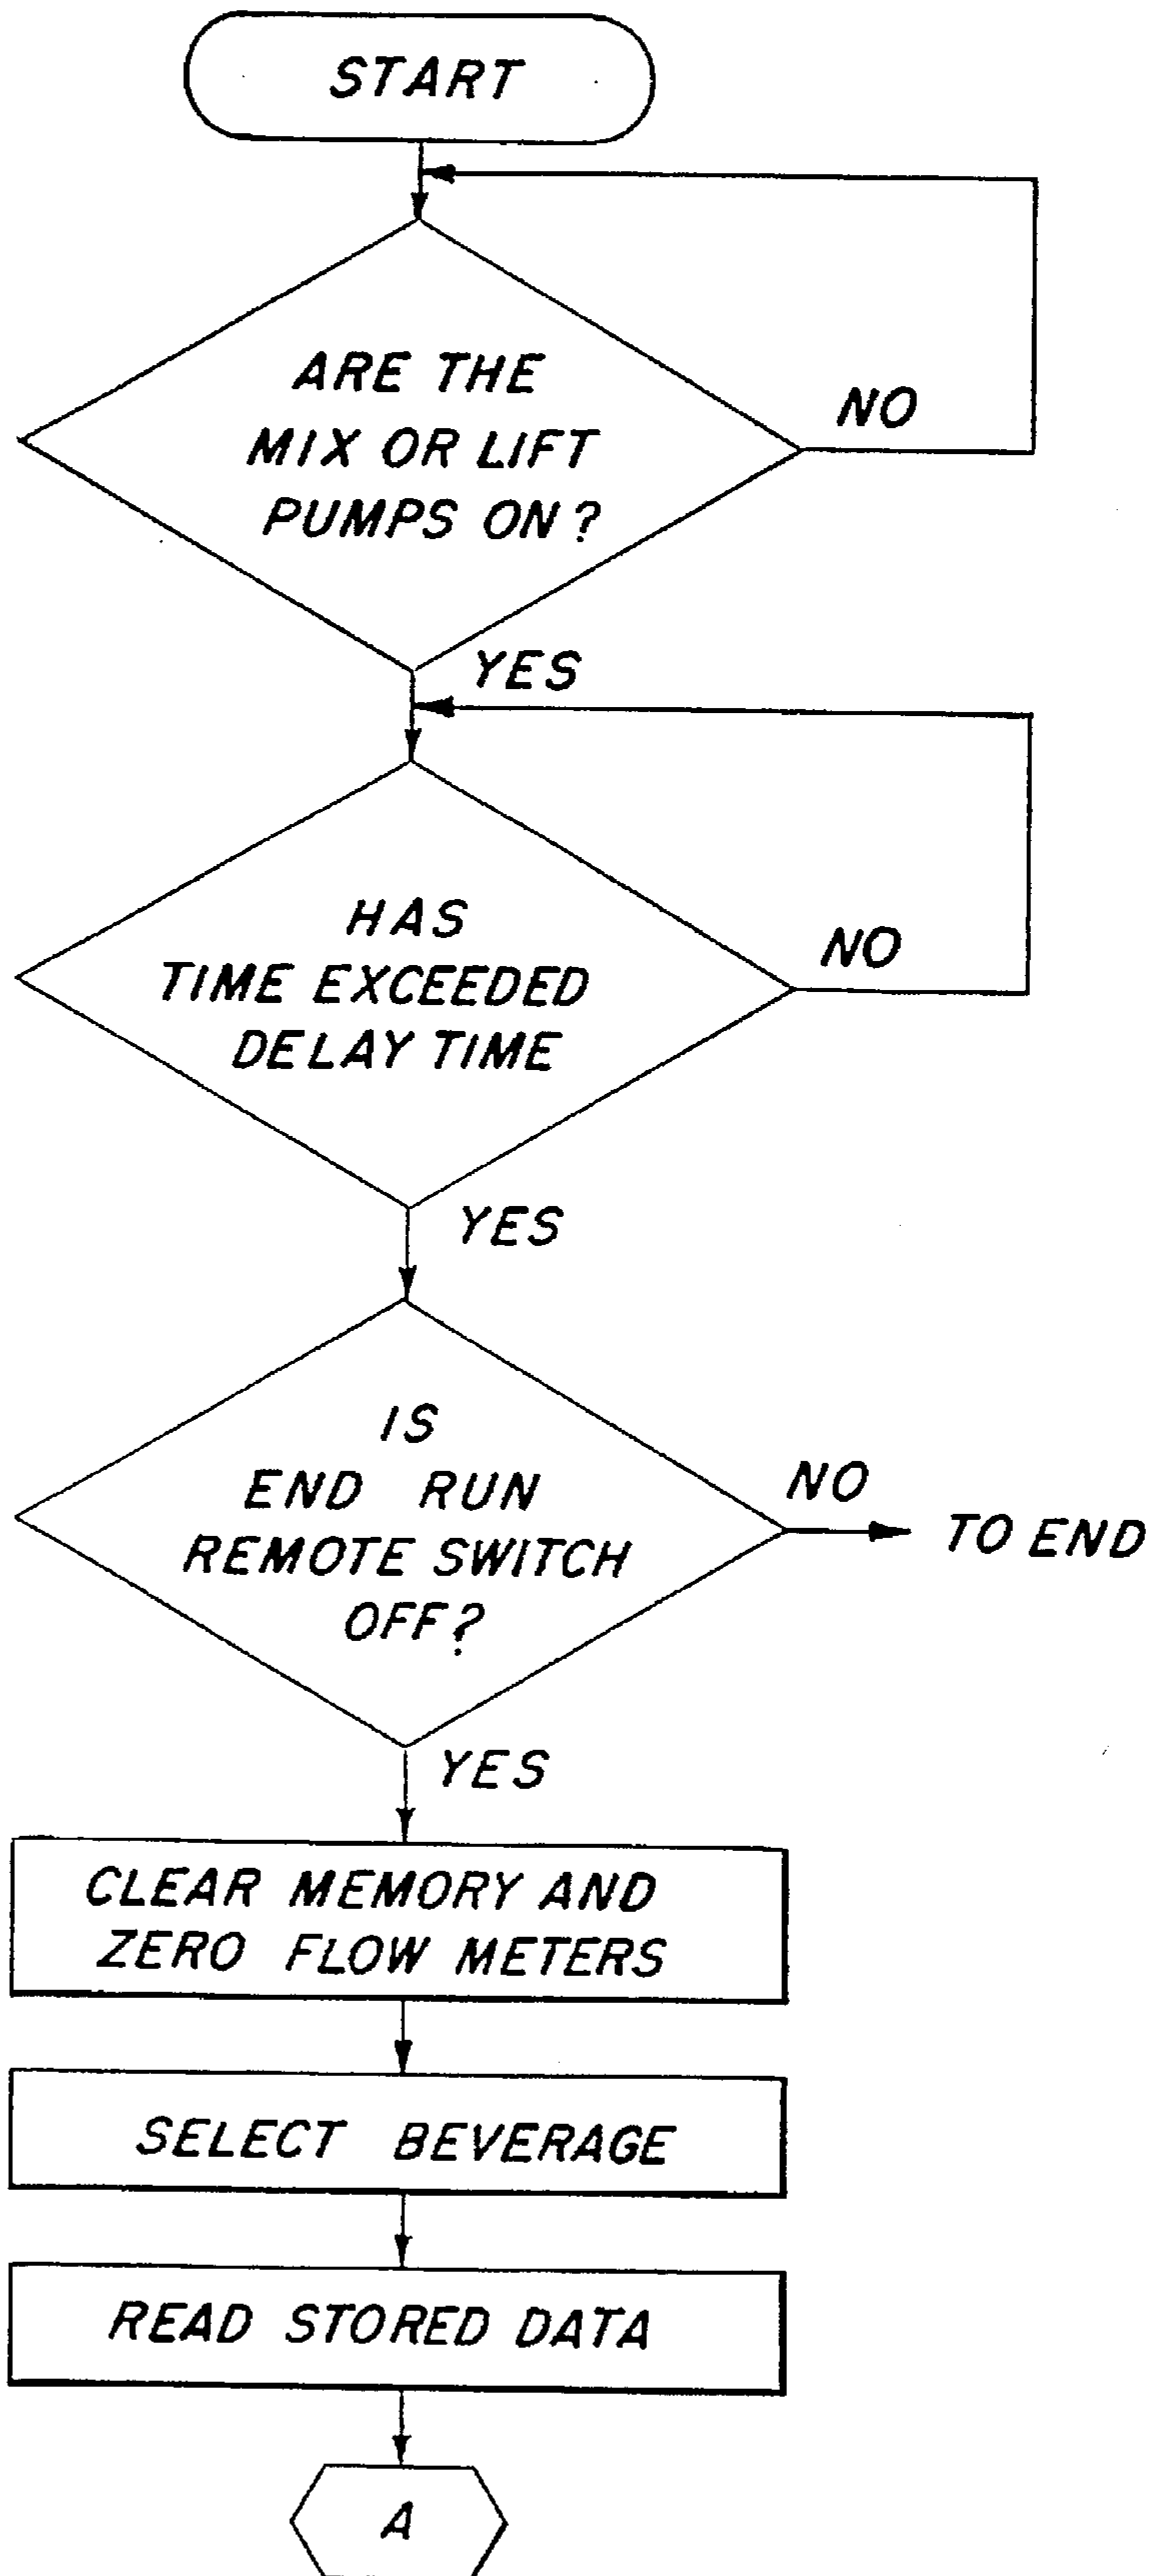 START
ARE THE
MIX OR LIFT
PUMPS ON?
NO
YES
HAS
TIME EXCEEDED
DELAY TIME
NO
YES
IS
END RUN
REMOTE SWITCH
OFF?
NO
TO END
YES
CLEAR MEMORY AND
ZERO FLOW METERS
SELECT BEVERAGE
READ STORED DATA
A